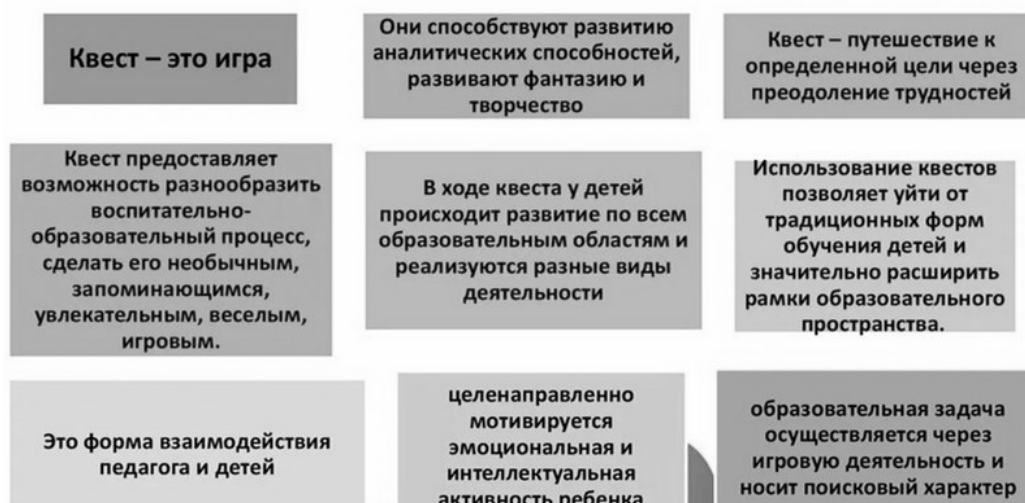 Квест – это игра
Они способствуют развитию
аналитических способностей,
развивают фантазию и
творчество
Квест – путешествие к
определенной цели через
преодоление трудностей
Квест предоставляет
возможность разнообразить
воспитательно-
образовательный процесс,
сделать его необычным,
запоминающимся,
увлекательным, веселым,
игровым.
В ходе квеста у детей
происходит развитие по всем
образовательным областям и
реализуются разные виды
деятельности
Использование квестов
позволяет уйти от
традиционных форм
обучения детей и
значительно расширить
рамки образовательного
пространства.
Это форма взаимодействия
педагога и детей
целенаправленно
мотивируется
эмоциональная и
интеллектуальная
активность ребенка
образовательная задача
осуществляется через
игровую деятельность и
носит поисковый характер